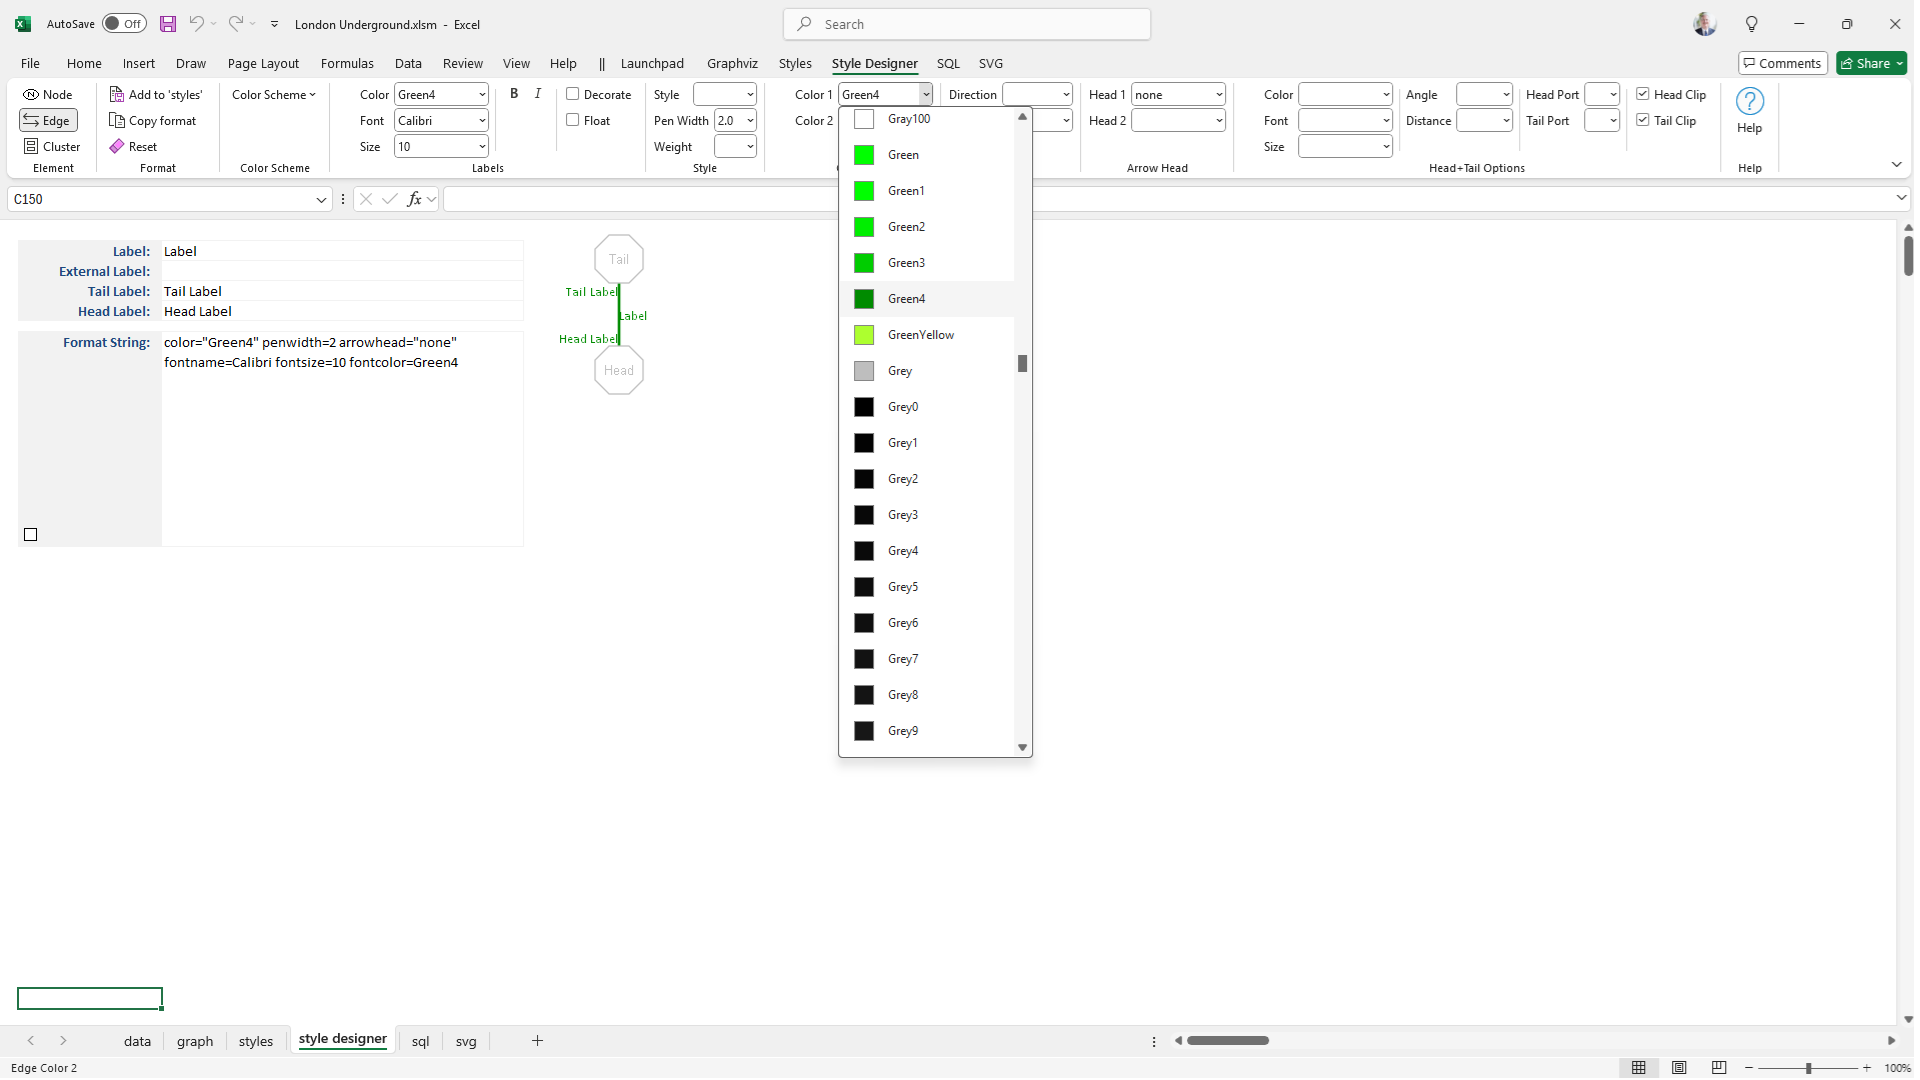 AutoSave Off London Underground.xlsm - Excel Search
File Home Insert Draw Page Layout Formulas Data Review View Help || Launchpad Graphviz Styles Style Designer SQL SVG Comments Share
Node Add to 'styles' Color Scheme Color Green4 B I Decorate Style Color 1 Green4 Direction Head 1 none Color Angle Head Port Head Clip
Edge Copy format Font Calibri Float Pen Width 2.0 Color 2 Head 2 Font Distance Tail Port Tail Clip Help
Cluster Reset Size 10 Weight Size
Element Format Color Scheme Labels Style Arrow Head Head+Tail Options Help
C150 fx
Gray100
Green
Green1
Green2
Green3
Green4
GreenYellow
Grey
Grey0
Grey1
Grey2
Grey3
Grey4
Grey5
Grey6
Grey7
Grey8
Grey9
Label: Label
External Label:
Tail Label: Tail Label
Head Label: Head Label
Format String: color="Green4" penwidth=2 arrowhead="none"
fontname=Calibri fontsize=10 fontcolor=Green4
Tail
Tail Label
Label
Head Label
Head
data graph styles style designer sql svg
Edge Color 2 100%